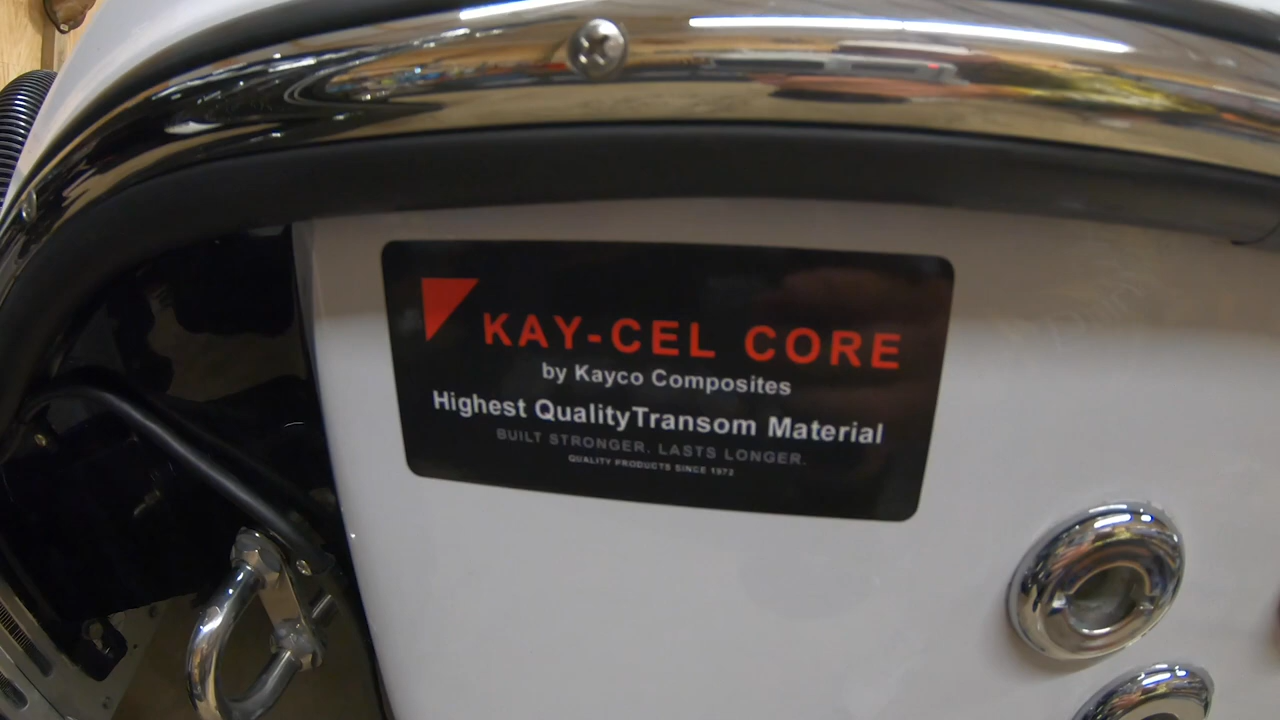 KAY-CEL CORE
by Kayco Composites
Highest QualityTransom Material
BUILT STRONGER. LASTS LONGER.
QUALITY PRODUCTS SINCE 1972